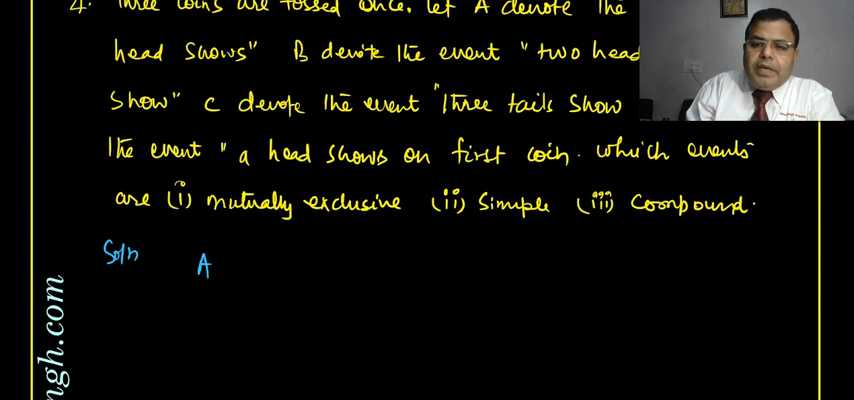 4. Three coins are tossed once. Let A denote the
head shows" B denote the event "two head
show" C denote the event "Three tails show
the event "a head shows on first coin. which events
are (i) mutually exclusive (ii) Simple (iii) Compound.
Soln A
ngh.com